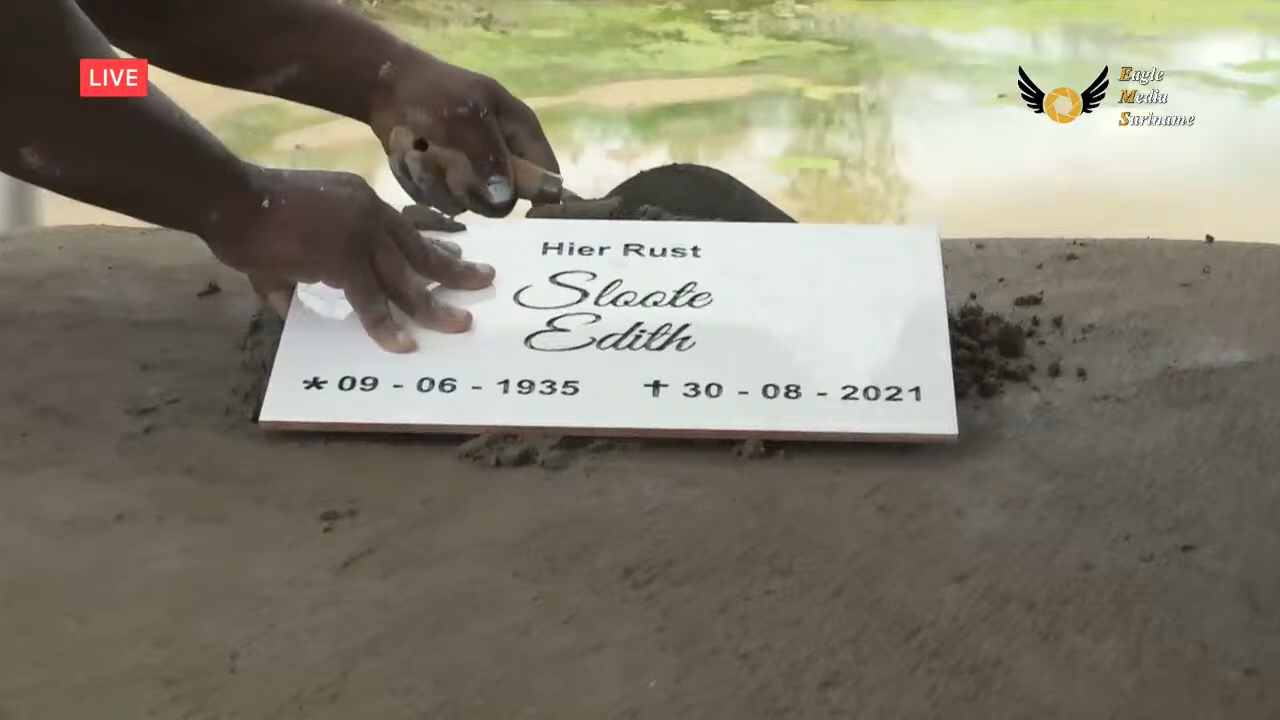 LIVE
Eagle
Media
Suriname
Hier Rust
Sloote
Edith
* 09 - 06 - 1935 ✝ 30 - 08 - 2021